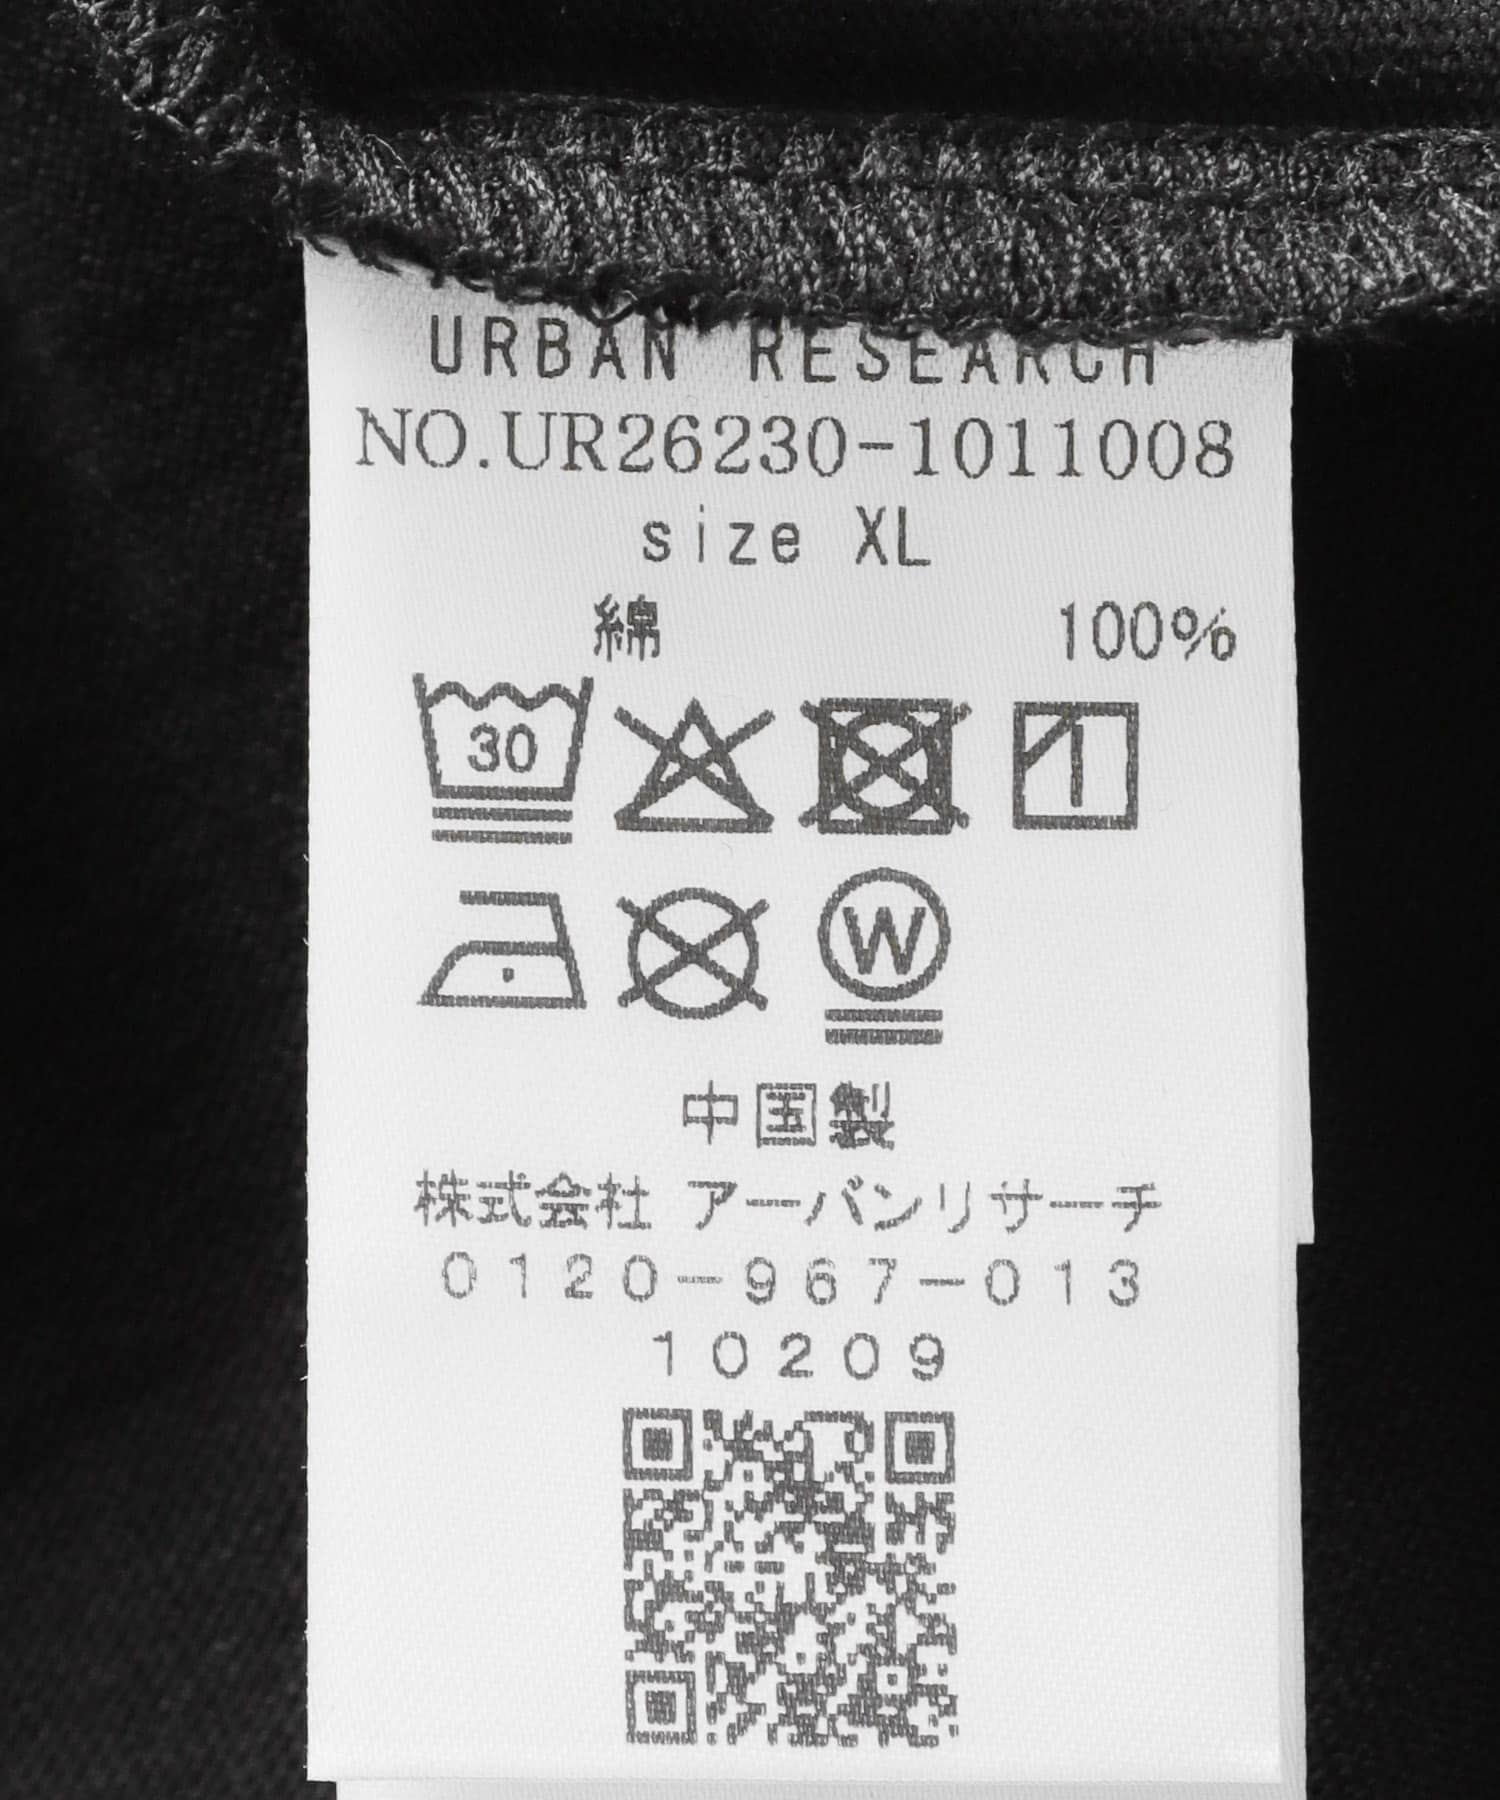 URBAN RESEARCH
NO.UR26230-1011008
size XL
綿 100%
30
W
中国製
株式会社 アーバンリサーチ
0120-967-013
10209